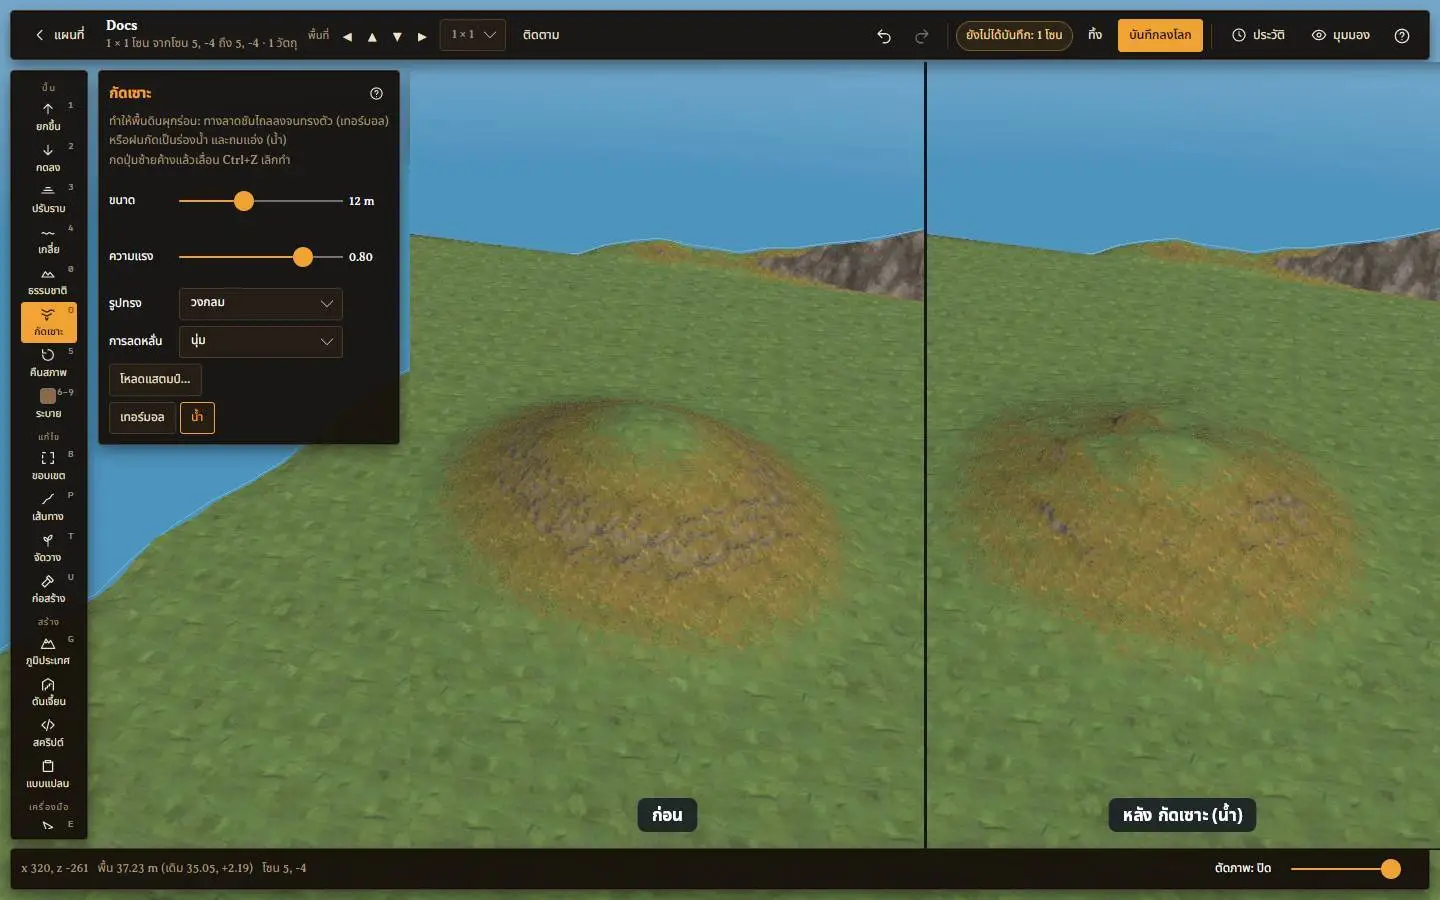 แผนที่
Docs
1 × 1 โซน จากโซน 5, -4 ถึง 5, -4 · 1 วัตถุ
พื้นที่
1 × 1
ติดตาม
ยังไม่ได้บันทึก: 1 โซน
ทิ้ง
บันทึกลงโลก
ประวัติ
มุมมอง
ปั้น
ยกขึ้น 1
กดลง 2
ปรับราบ 3
เกลี่ย 4
ธรรมชาติ 0
กัดเซาะ
คืนสภาพ 5
ระบาย 6–9
แก้ไข
ขอบเขต B
เส้นทาง P
จัดวาง T
ก่อสร้าง U
สร้าง
ภูมิประเทศ G
ดันเจี้ยน
สคริปต์
แบบแปลน
เครื่องมือ
E
กัดเซาะ
ทำให้พื้นดินผุกร่อน: ทางลาดชันไถลลงจนทรงตัว (เทอร์มอล)
หรือฝนกัดเป็นร่องน้ำ และถมแอ่ง (น้ำ)
กดปุ่มซ้ายค้างแล้วเลื่อน Ctrl+Z เลิกทำ
ขนาด 12 m
ความแรง 0.80
รูปทรง วงกลม
การลดหลั่น นุ่ม
โหลดแสตมป์...
เทอร์มอล น้ำ
ก่อน
หลัง กัดเซาะ (น้ำ)
x 320, z -261 พื้น 37.23 m (เดิม 35.05, +2.19) โซน 5, -4
ตัดภาพ: ปิด